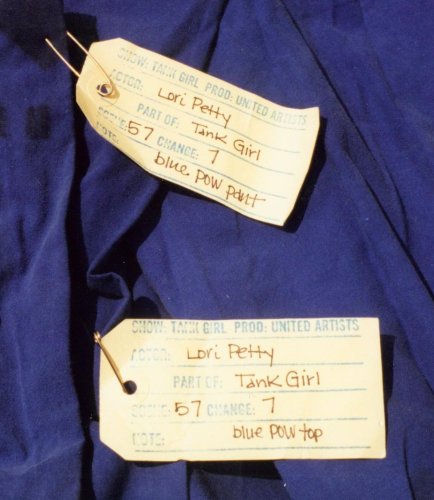 SHOW: TANK GIRL PROD: UNITED ARTISTS
ACTOR: Lori Petty
PART OF: Tank Girl
SCENE: 57 CHANGE: 7
NOTE: blue POW pant
SHOW: TANK GIRL PROD: UNITED ARTISTS
ACTOR: Lori Petty
PART OF: Tank Girl
SCENE: 57 CHANGE: 7
NOTE: blue POW top